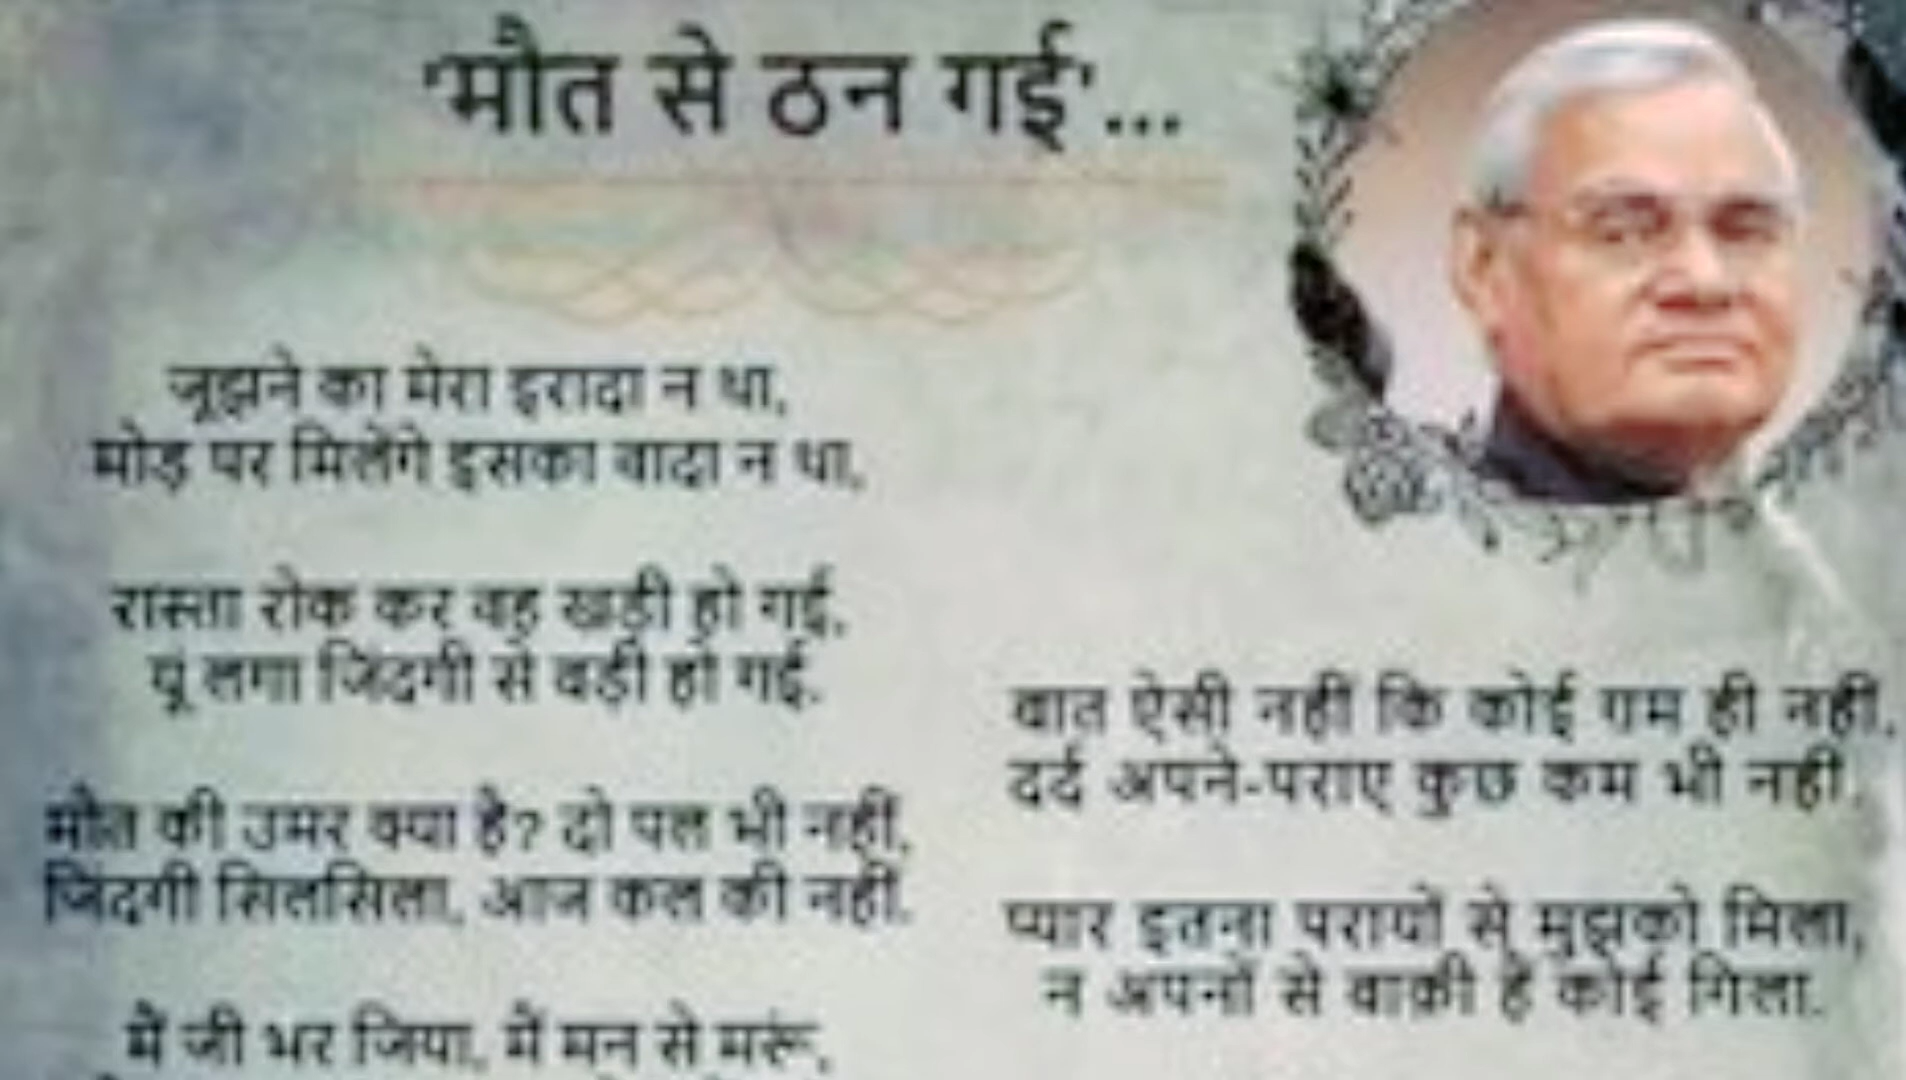 'मौत से ठन गई'...
जूझने का मेरा इरादा न था,
मोड़ पर मिलेंगे इसका वादा न था,
रास्ता रोक कर वह खड़ी हो गई,
यूं लगा जिंदगी से बड़ी हो गई.
मौत की उमर क्या है? दो पल भी नहीं,
जिंदगी सिलसिला, आज कल की नहीं.
मैं जी भर जिया, मैं मन से मरूं,
बात ऐसी नहीं कि कोई ग़म ही नहीं,
दर्द अपने-पराए कुछ कम भी नहीं.
प्यार इतना परायों से मुझको मिला,
न अपनों से बाक़ी है कोई गिला.